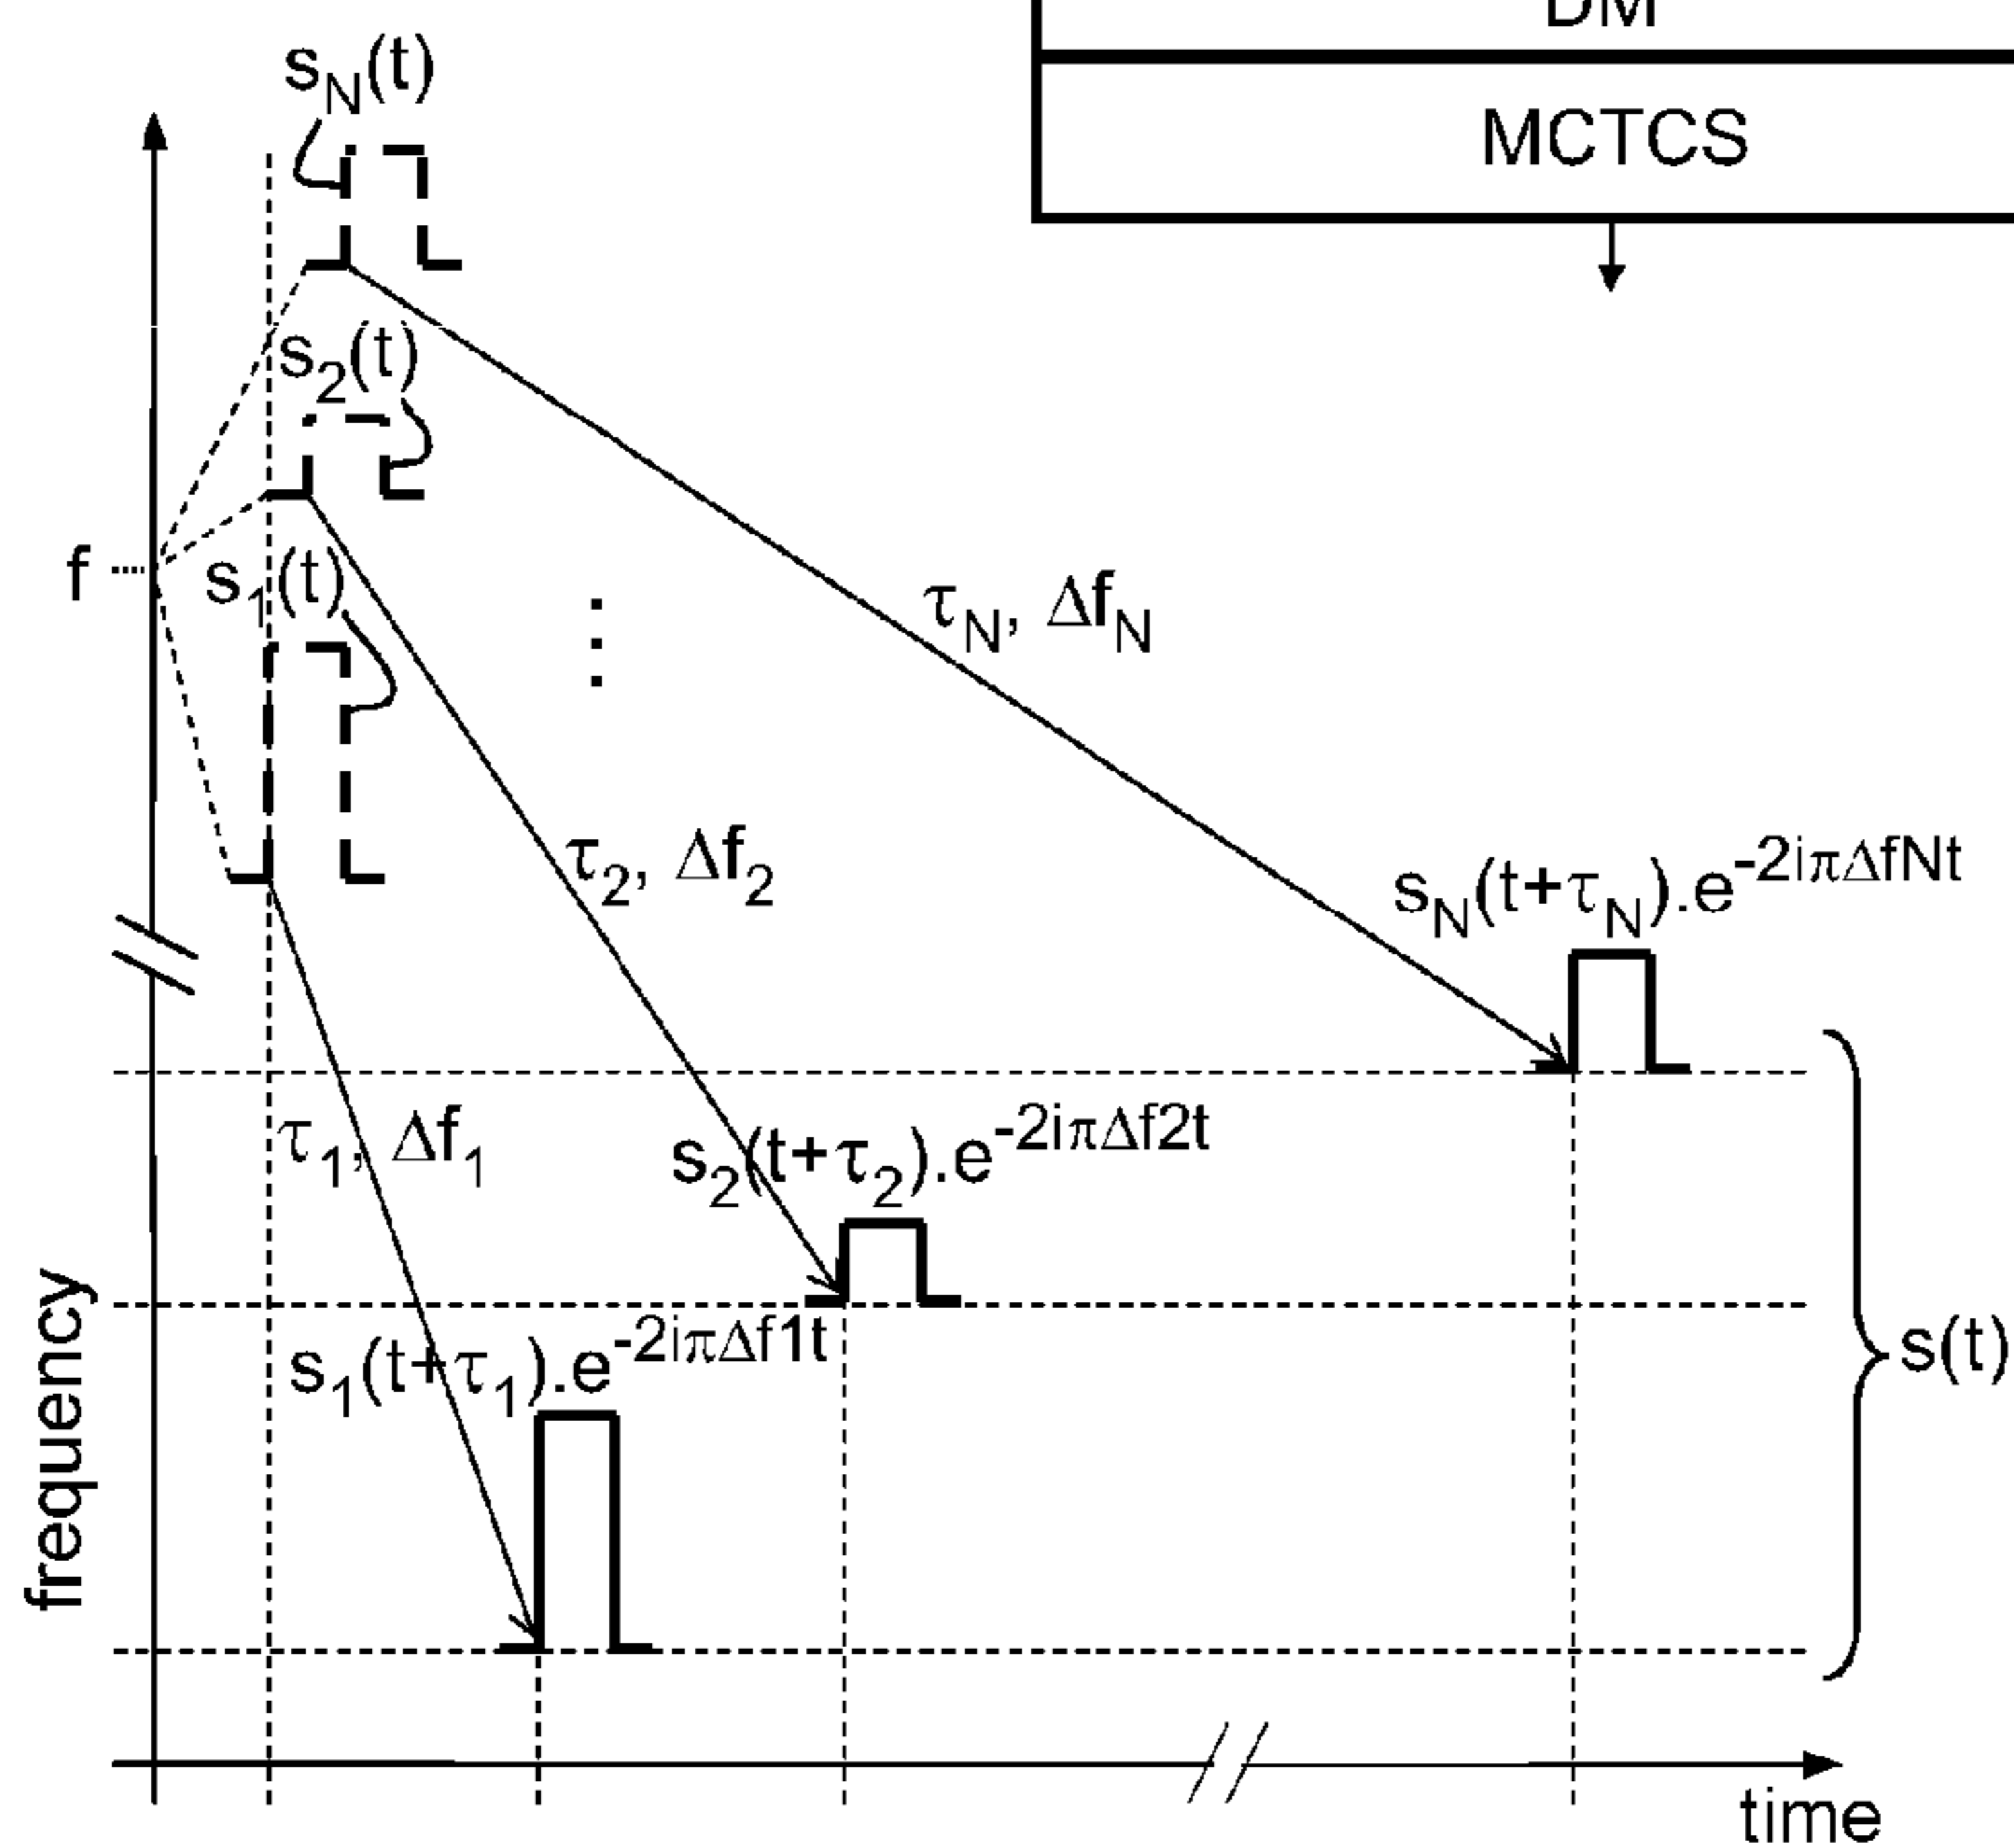 DM
MCTCS
sN(t)
s2(t)
f
s1(t)
τN, ΔfN
τ2, Δf2
sN(t+τN).e-2iπΔfNt
τ1, Δf1
s2(t+τ2).e-2iπΔf2t
s1(t+τ1).e-2iπΔf1t
s(t)
frequency
time